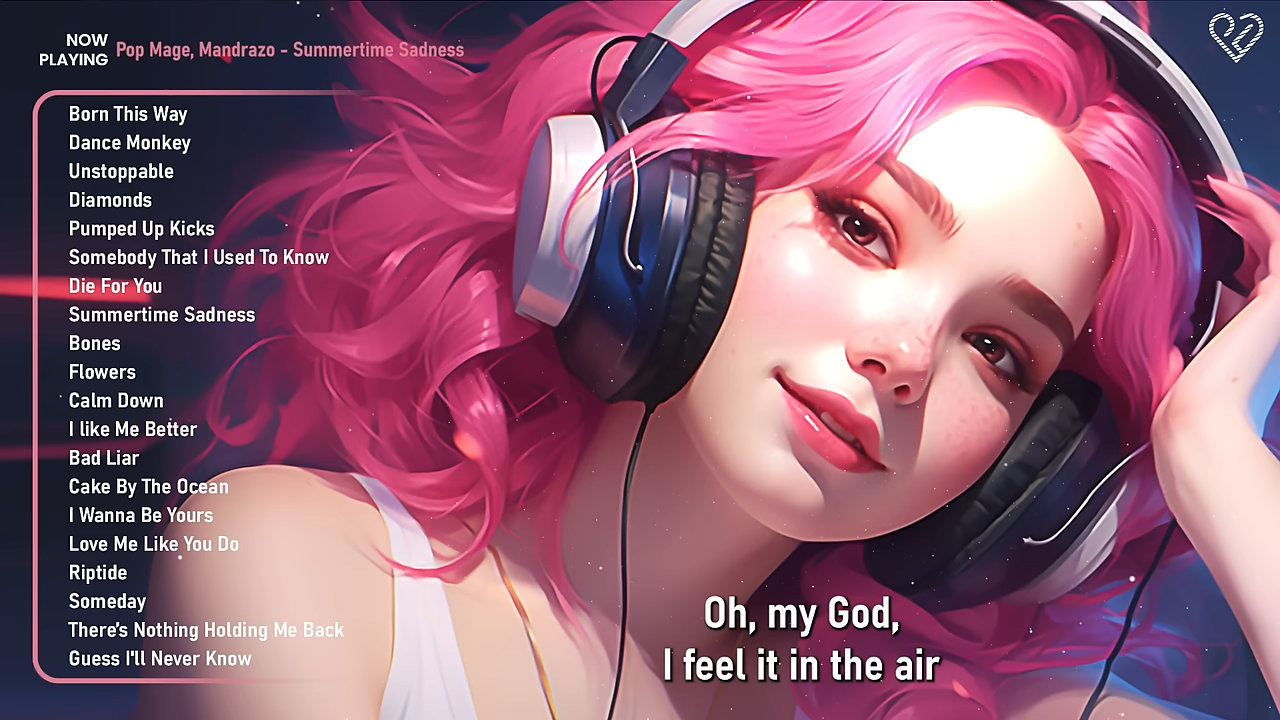 NOW
PLAYING
Pop Mage, Mandrazo - Summertime Sadness
Born This Way
Dance Monkey
Unstoppable
Diamonds
Pumped Up Kicks
Somebody That I Used To Know
Die For You
Summertime Sadness
Bones
Flowers
Calm Down
I like Me Better
Bad Liar
Cake By The Ocean
I Wanna Be Yours
Love Me Like You Do
Riptide
Someday
There's Nothing Holding Me Back
Guess I'll Never Know
Oh, my God,
I feel it in the air